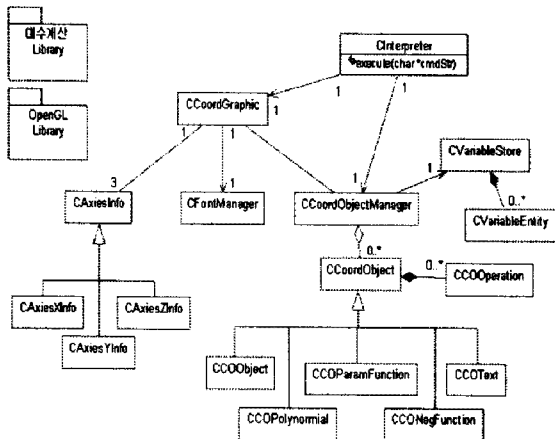 대수계산
Library
OpenGL
Library
CInterpreter
execute(char*cmdStr)
1
1
CCoordGraphic
1
1
1
1
CVariableStore
3
1
1
1
CAxiesInfo
CFontManager
CCoordObjectManager
0..*
CVariableEntity
0..*
0..*
CCoordObject
CCOOperation
CAxiesXInfo
CAxiesZInfo
CAxiesYInfo
CCOObject
CCOParamFunction
CCOText
CCOPolynormial
CCONegFunction